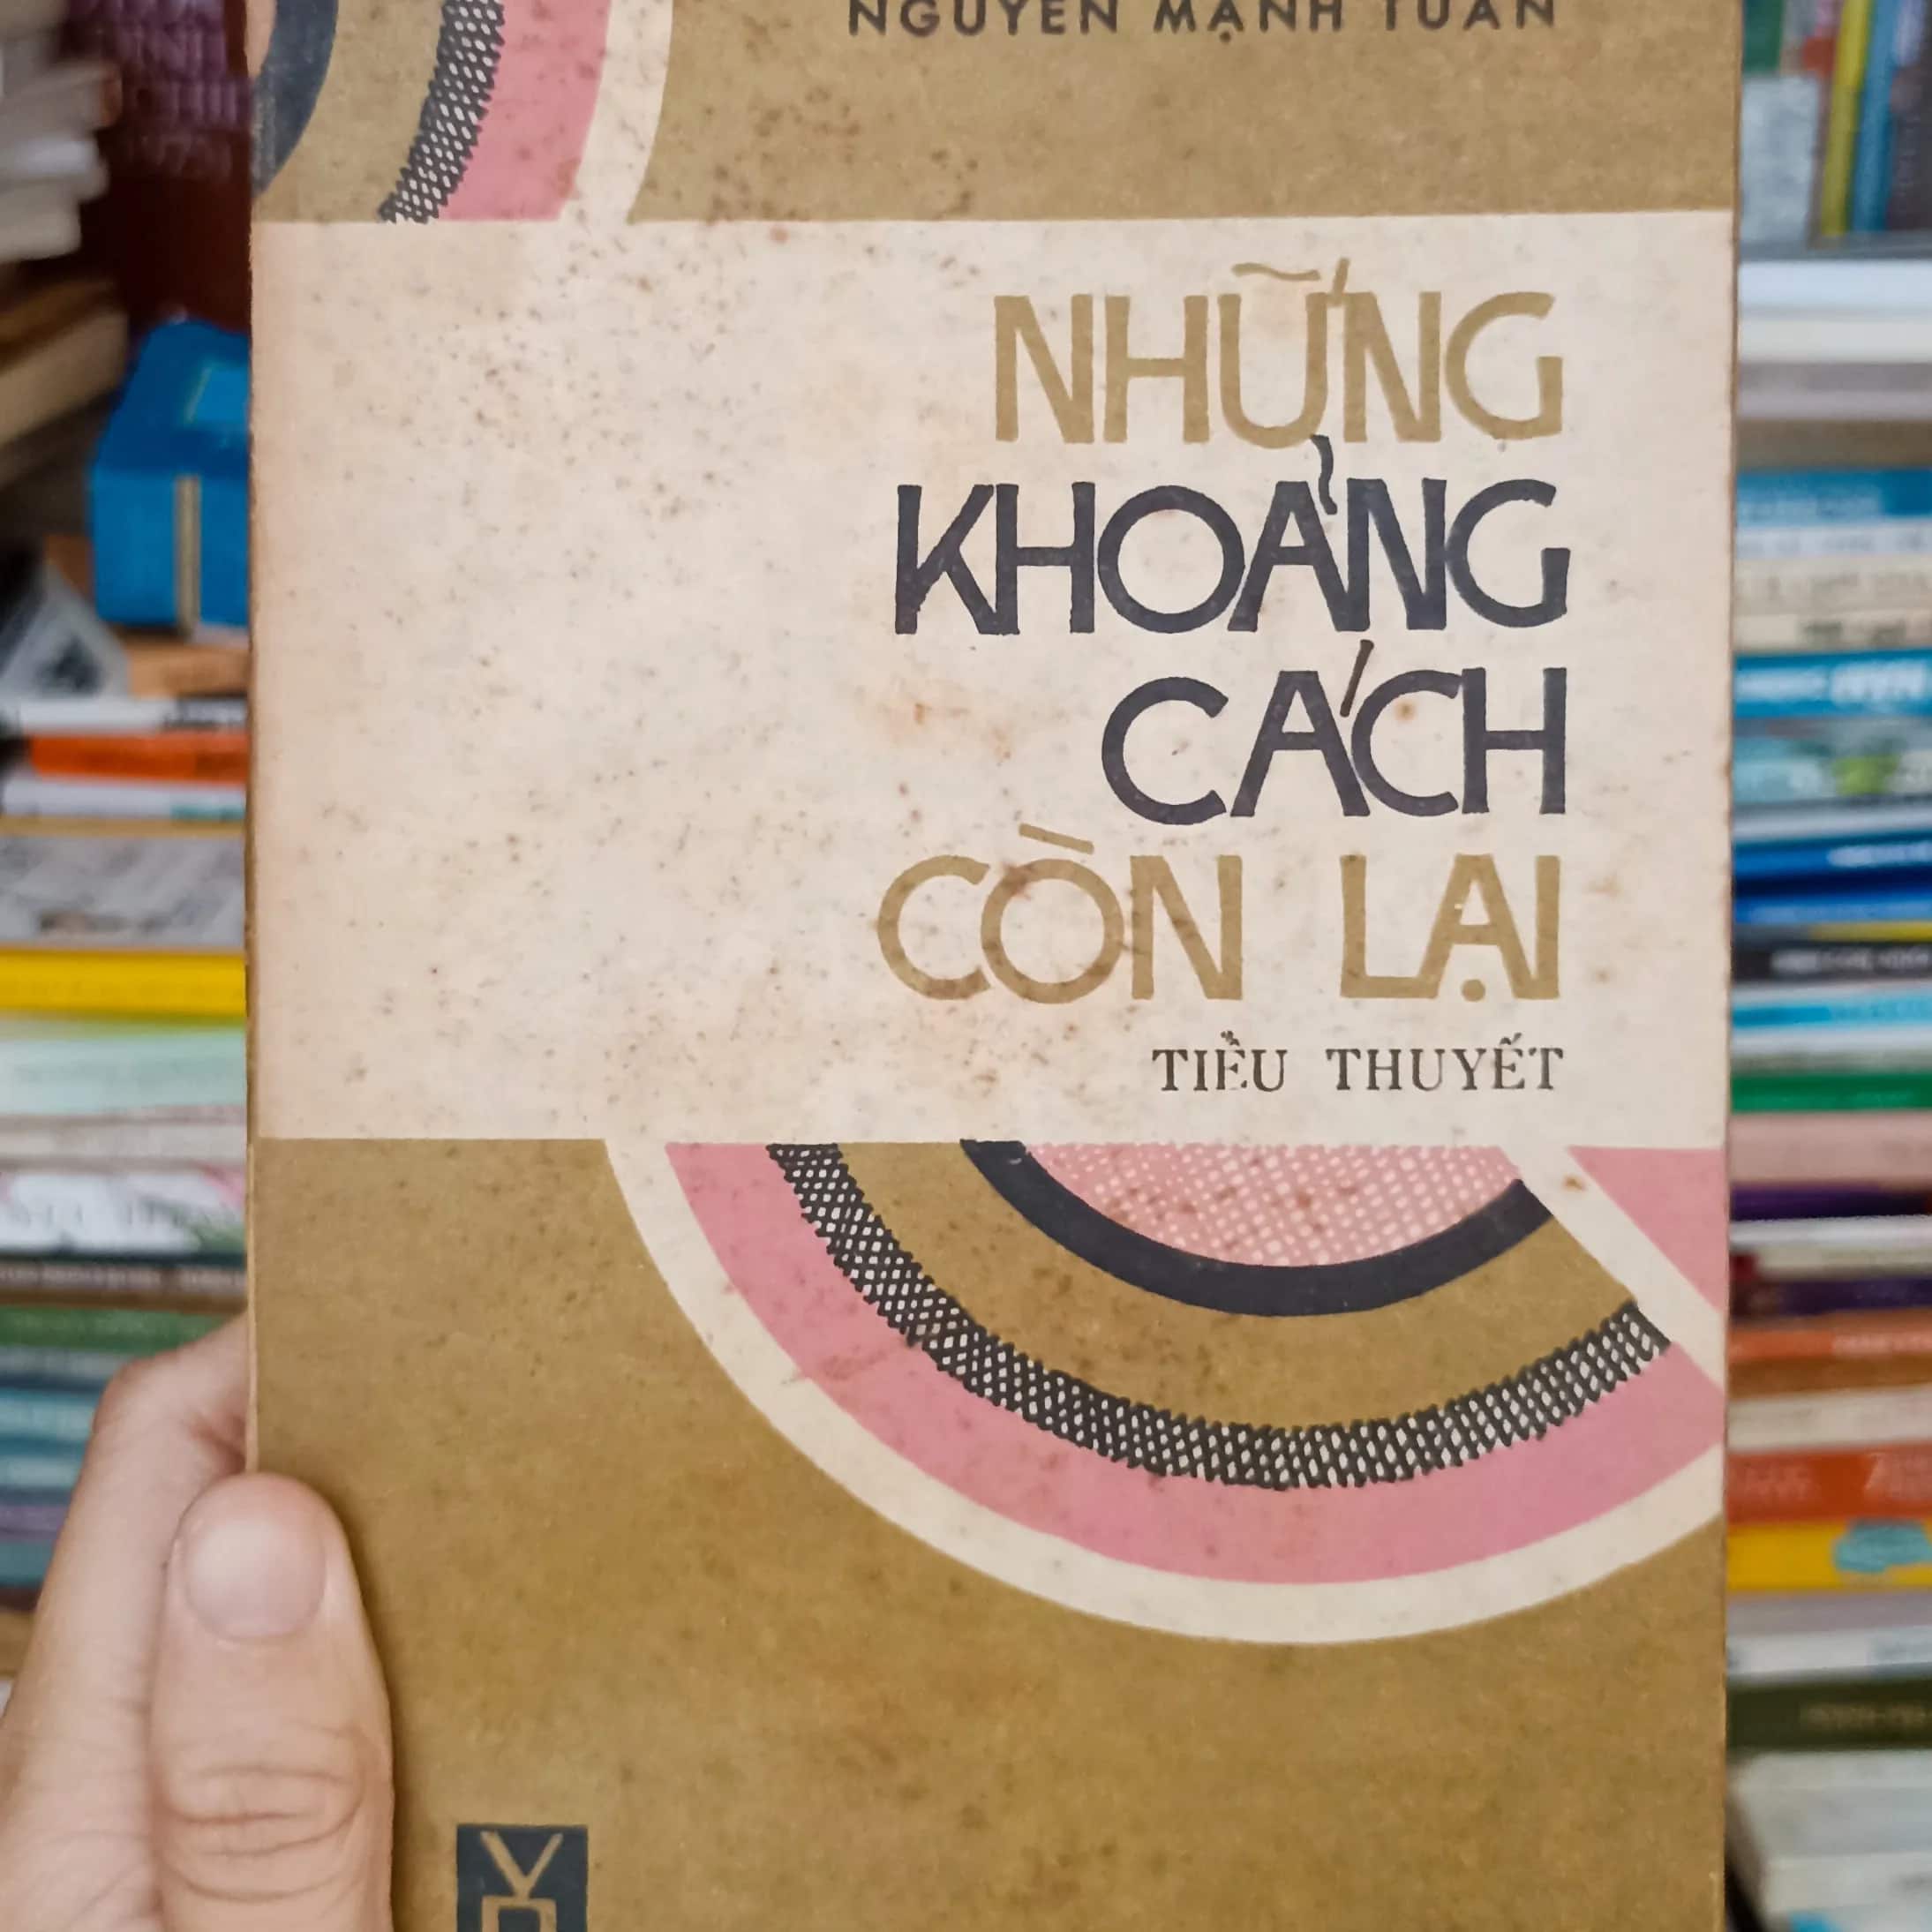 NGUYỄN MẠNH TUẤN
NHỮNG
KHOẢNG
CÁCH
CÒN LẠI
TIỂU THUYẾT
V